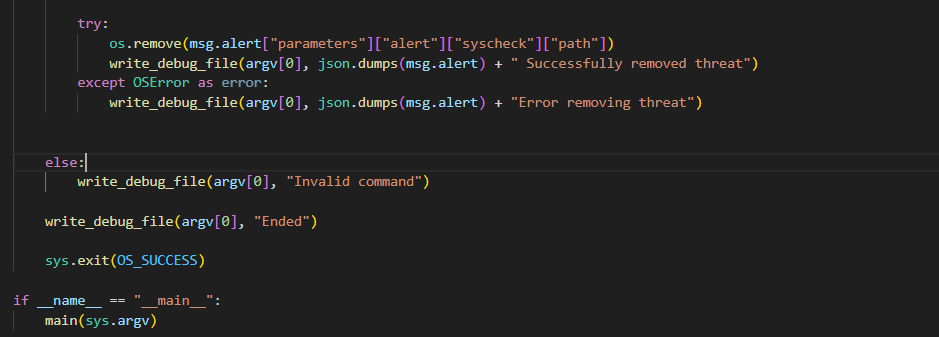 try:
    os.remove(msg.alert["parameters"]["alert"]["syscheck"]["path"])
    write_debug_file(argv[0], json.dumps(msg.alert) + " Successfully removed threat")
except OSError as error:
    write_debug_file(argv[0], json.dumps(msg.alert) + "Error removing threat")
else:
    write_debug_file(argv[0], "Invalid command")
write_debug_file(argv[0], "Ended")
sys.exit(OS_SUCCESS)
if __name__ == "__main__":
    main(sys.argv)